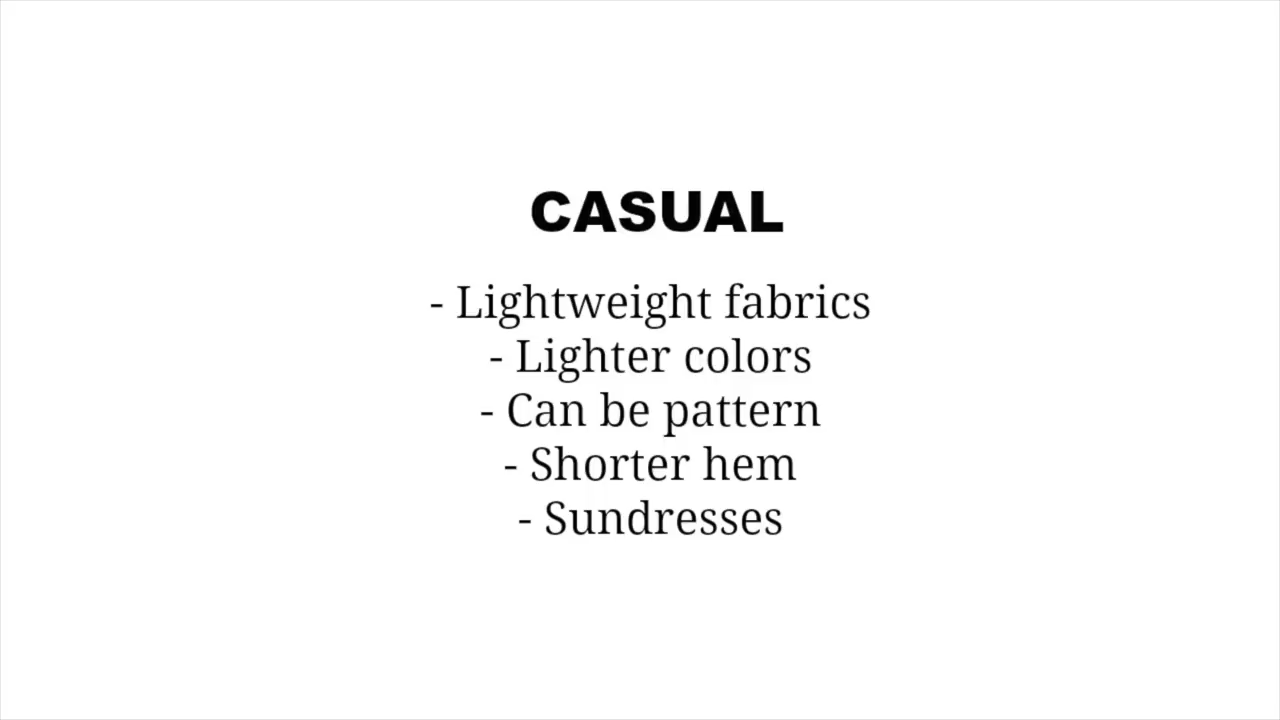 CASUAL
- Lightweight fabrics
- Lighter colors
- Can be pattern
- Shorter hem
- Sundresses